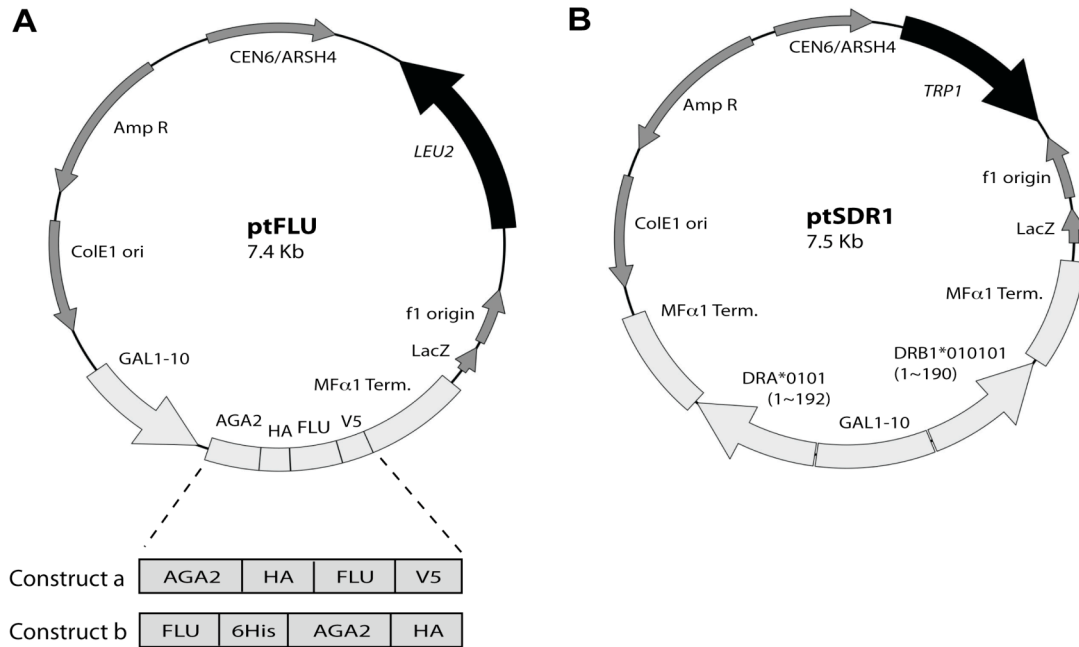 A
CEN6/ARSH4
Amp R
LEU2
ptFLU
7.4 Kb
ColE1 ori
f1 origin
GAL1-10
LacZ
MFα1 Term.
AGA2
HA
FLU
V5
Construct a
AGA2 HA FLU V5
Construct b
FLU 6His AGA2 HA
B
CEN6/ARSH4
TRP1
Amp R
f1 origin
ptSDR1
7.5 Kb
ColE1 ori
LacZ
MFα1 Term.
MFα1 Term.
DRA*0101
(1~192)
DRB1*010101
(1~190)
GAL1-10